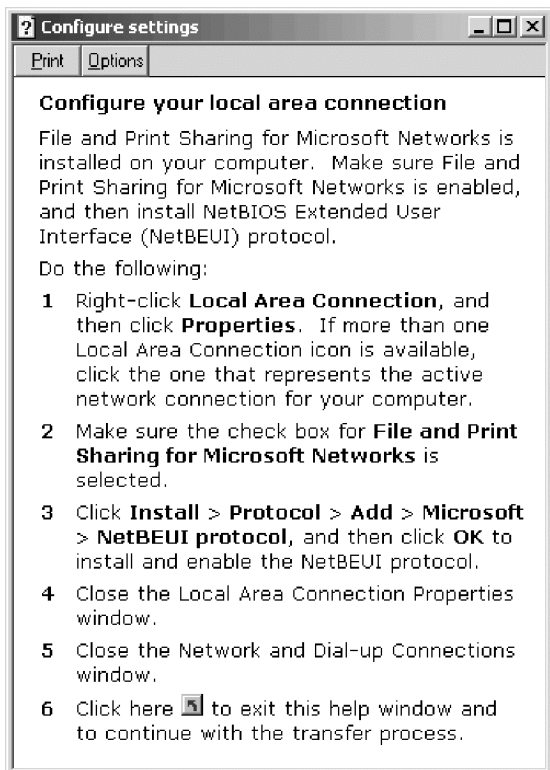 Configure settings
Print Options
Configure your local area connection
File and Print Sharing for Microsoft Networks is
installed on your computer. Make sure File and
Print Sharing for Microsoft Networks is enabled,
and then install NetBIOS Extended User
Interface (NetBEUI) protocol.
Do the following:
1 Right-click Local Area Connection, and
then click Properties. If more than one
Local Area Connection icon is available,
click the one that represents the active
network connection for your computer.
2 Make sure the check box for File and Print
Sharing for Microsoft Networks is
selected.
3 Click Install > Protocol > Add > Microsoft
> NetBEUI protocol, and then click OK to
install and enable the NetBEUI protocol.
4 Close the Local Area Connection Properties
window.
5 Close the Network and Dial-up Connections
window.
6 Click here to exit this help window and
to continue with the transfer process.